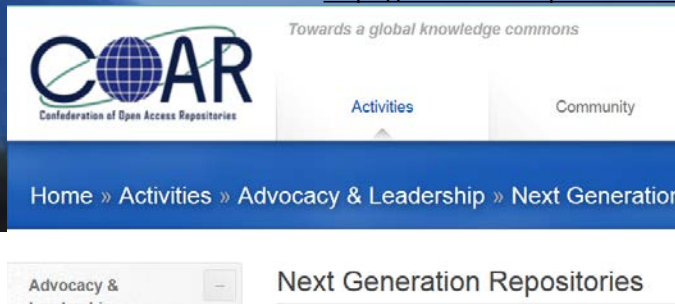 Towards a global knowledge commons
COAR
Confederation of Open Access Repositories
Activities
Community
Home » Activities » Advocacy & Leadership » Next Generation
Advocacy &
Next Generation Repositories